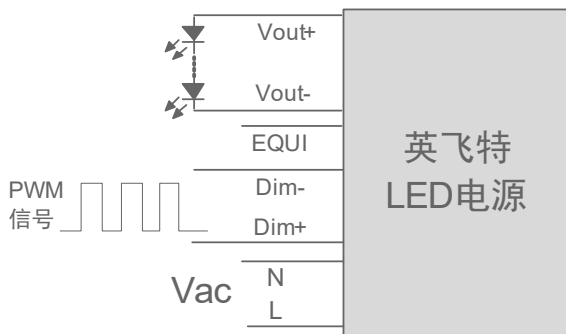 Vout+
Vout-
EQUI
英飞特
LED电源
PWM
信号
Dim-
Dim+
Vac
N
L